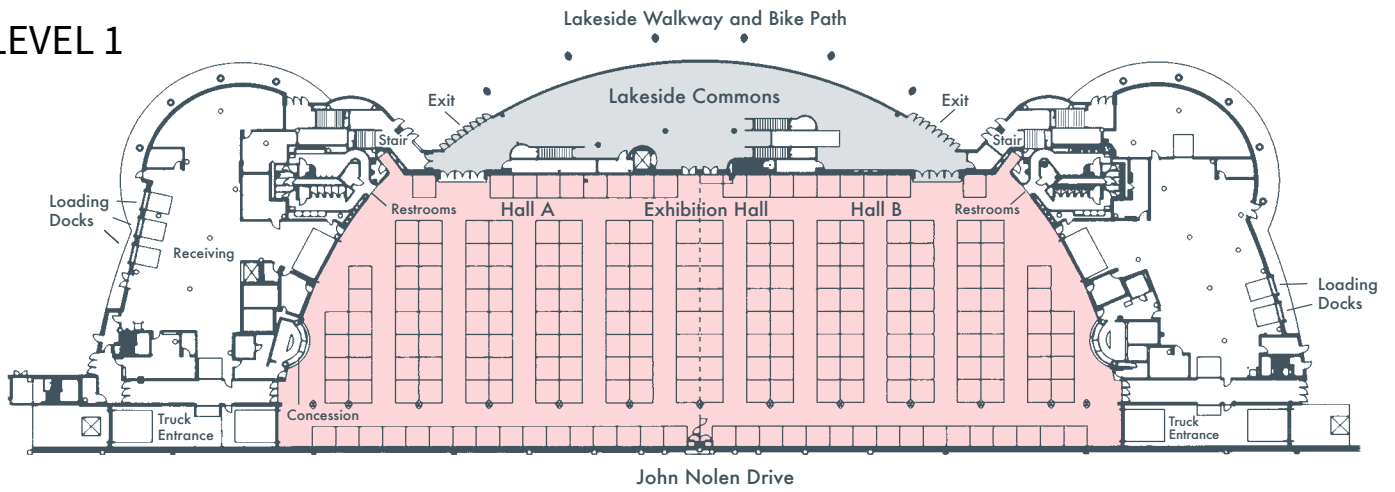 Lakeside Walkway and Bike Path
LEVEL 1
Exit
Lakeside Commons
Exit
Stair
Stair
Loading
Docks
Restrooms
Hall A
Exhibition Hall
Hall B
Restrooms
Receiving
Loading
Docks
Concession
Truck
Entrance
Truck
Entrance
John Nolen Drive